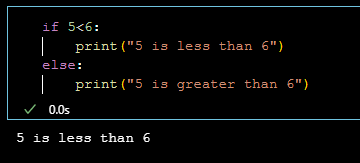 if 5<6:
    print("5 is less than 6")
else:
    print("5 is greater than 6")
0.0s
5 is less than 6